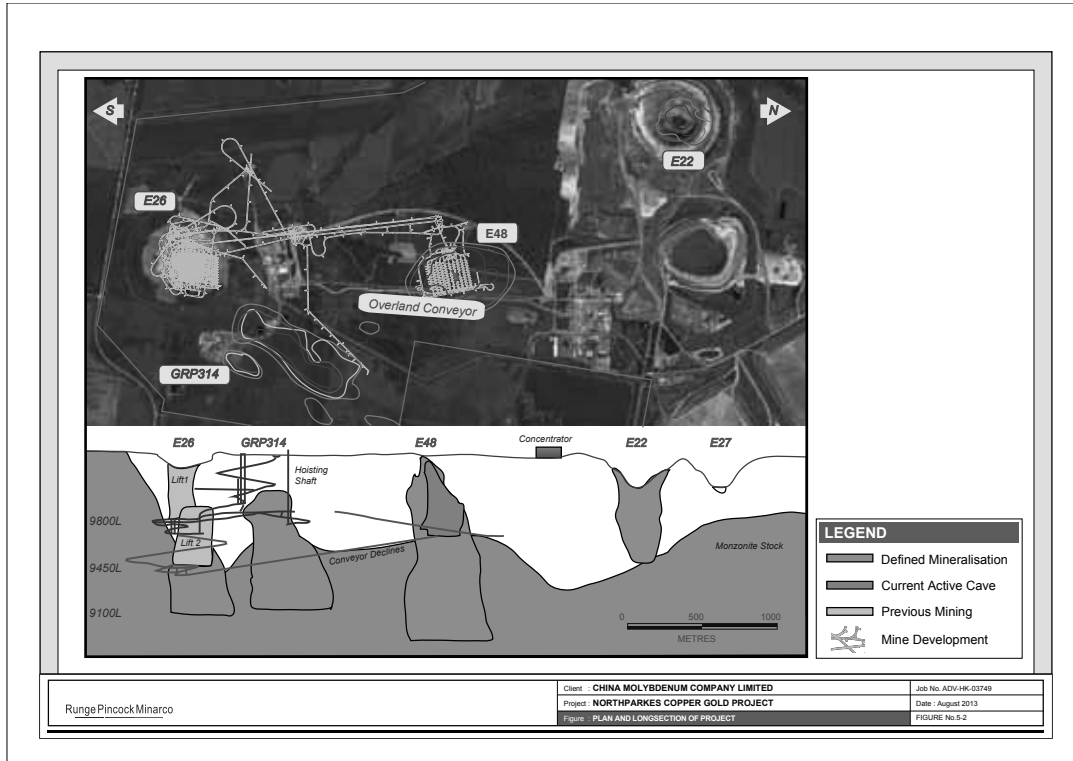 S
N
E22
E26
E48
Overland Conveyor
GRP314
E26
GRP314
E48
Concentrator
E22
E27
Lift1
Hoisting
Shaft
9800L
Lift 2
Conveyor Declines
Monzonite Stock
9450L
9100L
0 500 1000
METRES
LEGEND
Defined Mineralisation
Current Active Cave
Previous Mining
Mine Development
RungePincockMinarco
Client : CHINA MOLYBDENUM COMPANY LIMITED
Job No. ADV-HK-03749
Project : NORTHPARKES COPPER GOLD PROJECT
Date : August 2013
Figure : PLAN AND LONGSECTION OF PROJECT
FIGURE No.5-2